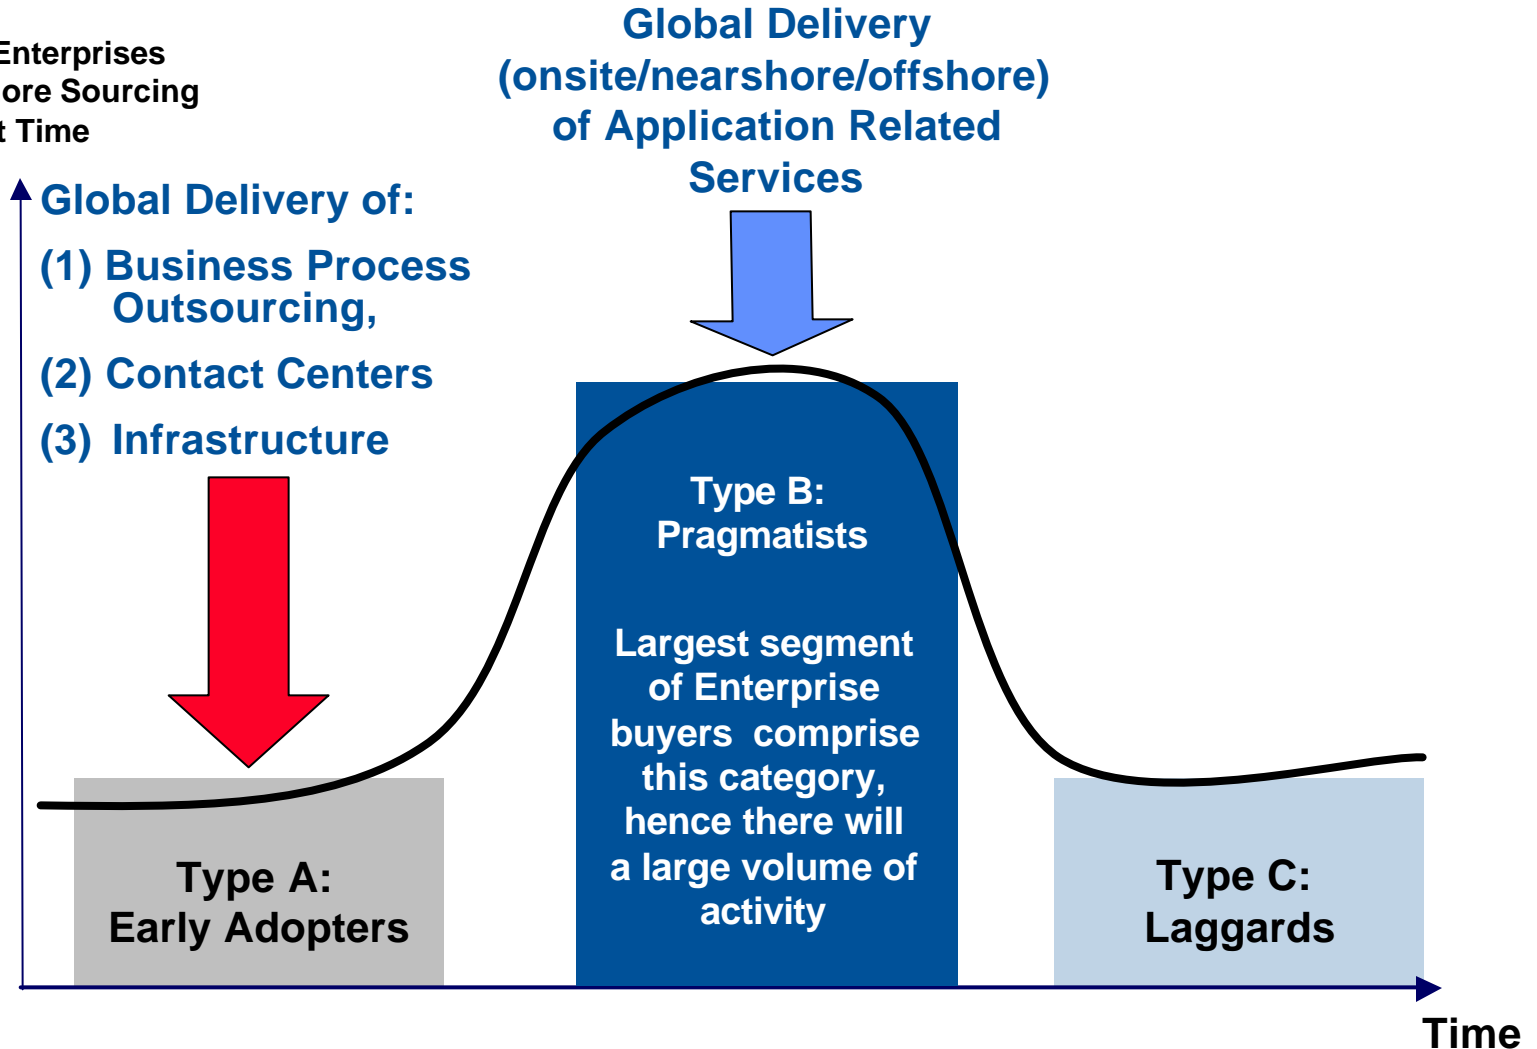 Enterprises
ore Sourcing
t Time
Global Delivery
(onsite/nearshore/offshore)
of Application Related
Services
Global Delivery of:
(1) Business Process
Outsourcing,
(2) Contact Centers
(3) Infrastructure
Type B:
Pragmatists
Largest segment
of Enterprise
buyers comprise
this category,
hence there will
a large volume of
activity
Type A:
Early Adopters
Type C:
Laggards
Time